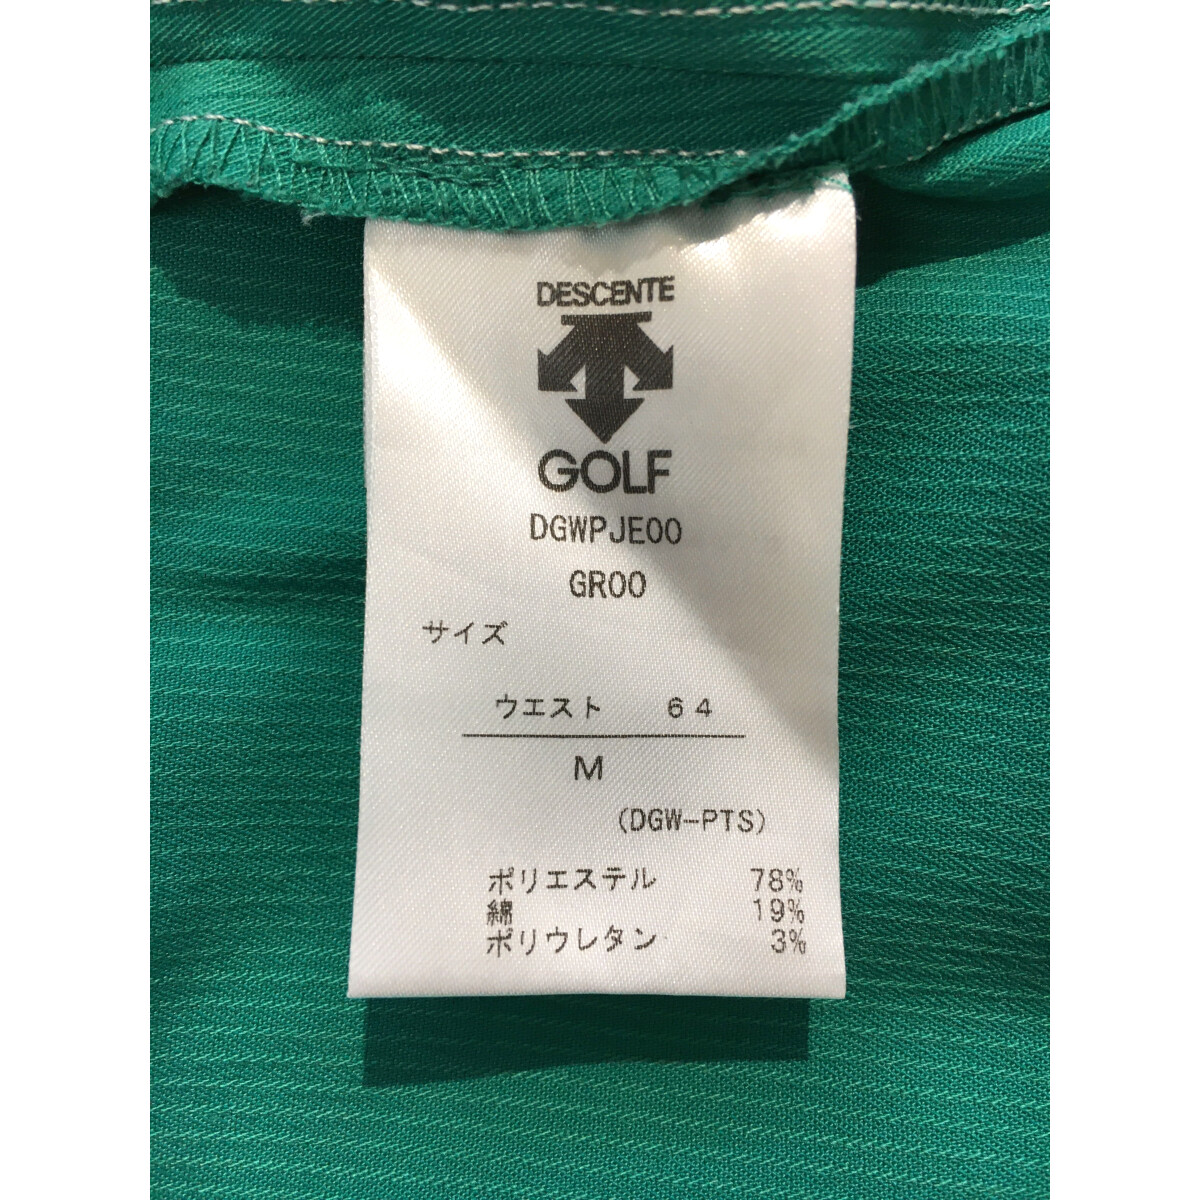 DESCENTE
GOLF
DGWPJE00
GR00
サイズ
ウエスト 64
M
(DGW-PTS)
ポリエステル 78%
綿 19%
ポリウレタン 3%